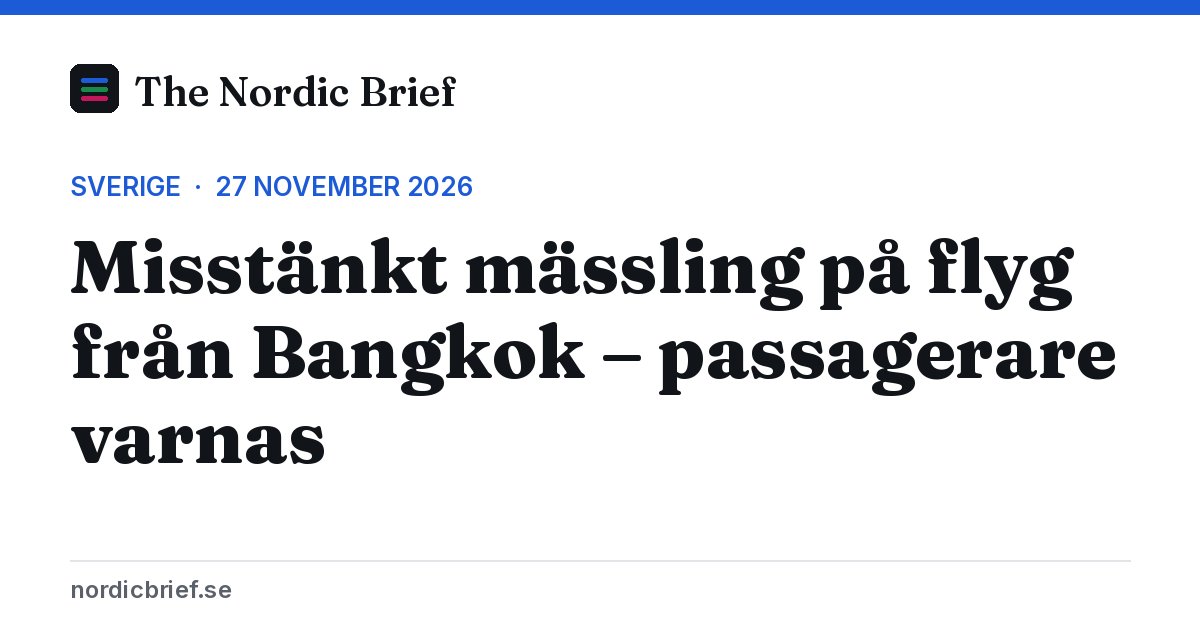 The Nordic Brief
SVERIGE · 27 NOVEMBER 2026
Misstänkt mässling på flyg
från Bangkok – passagerare
varnas
nordicbrief.se